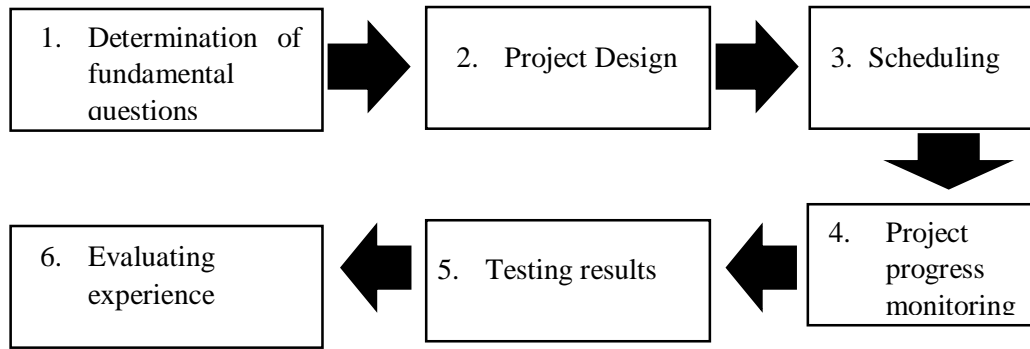 1. Determination of
fundamental
questions
2. Project Design
3. Scheduling
4. Project
progress
monitoring
5. Testing results
6. Evaluating
experience